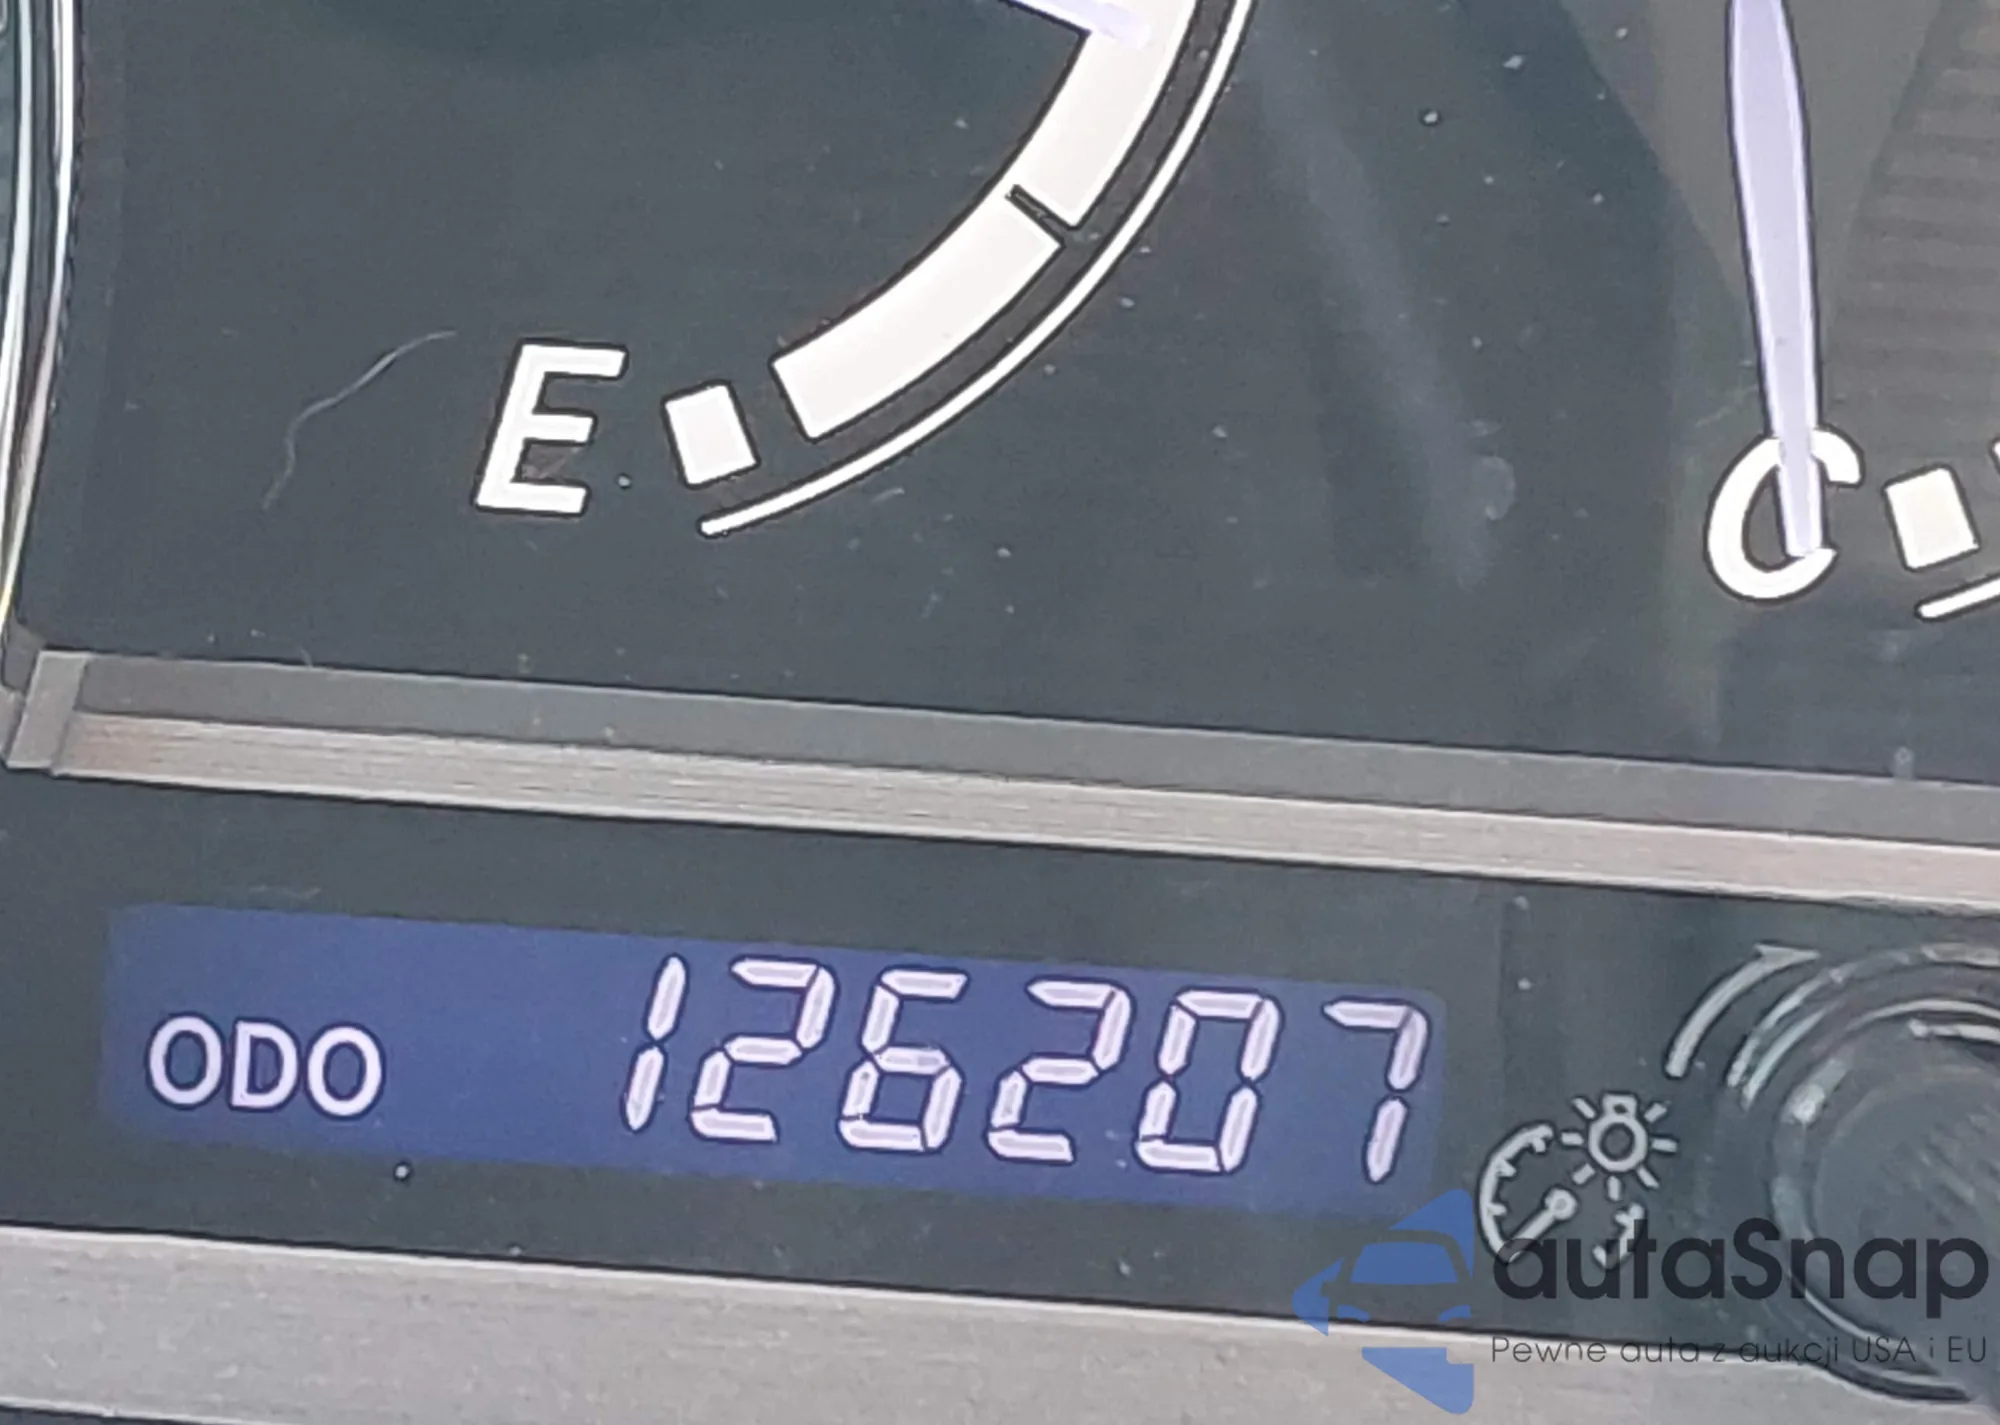 E
C
ODO 126207
autaSnap
Pewne auta z aukcji USA i EU